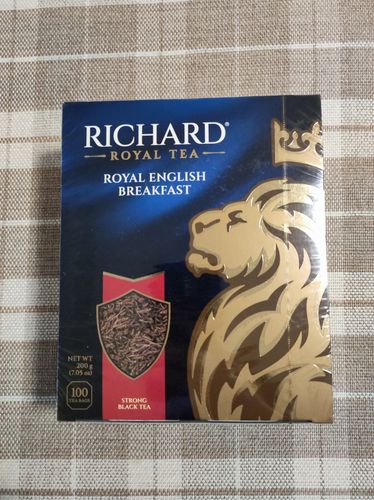 RICHARD®
ROYAL TEA
ROYAL ENGLISH
BREAKFAST
NET WT
200 g
(7.05 oz)
100
TEA BAGS
STRONG
BLACK TEA